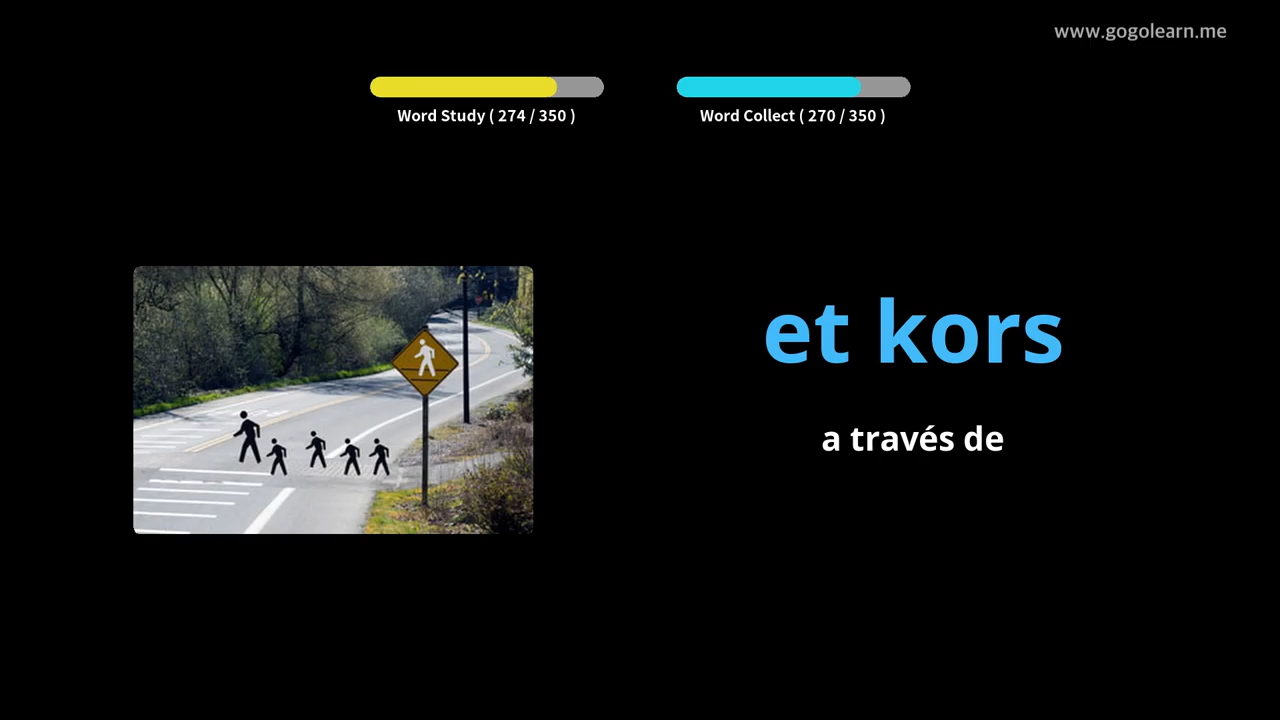 www.gogolearn.me
Word Study ( 274 / 350 )
Word Collect ( 270 / 350 )
et kors
a través de